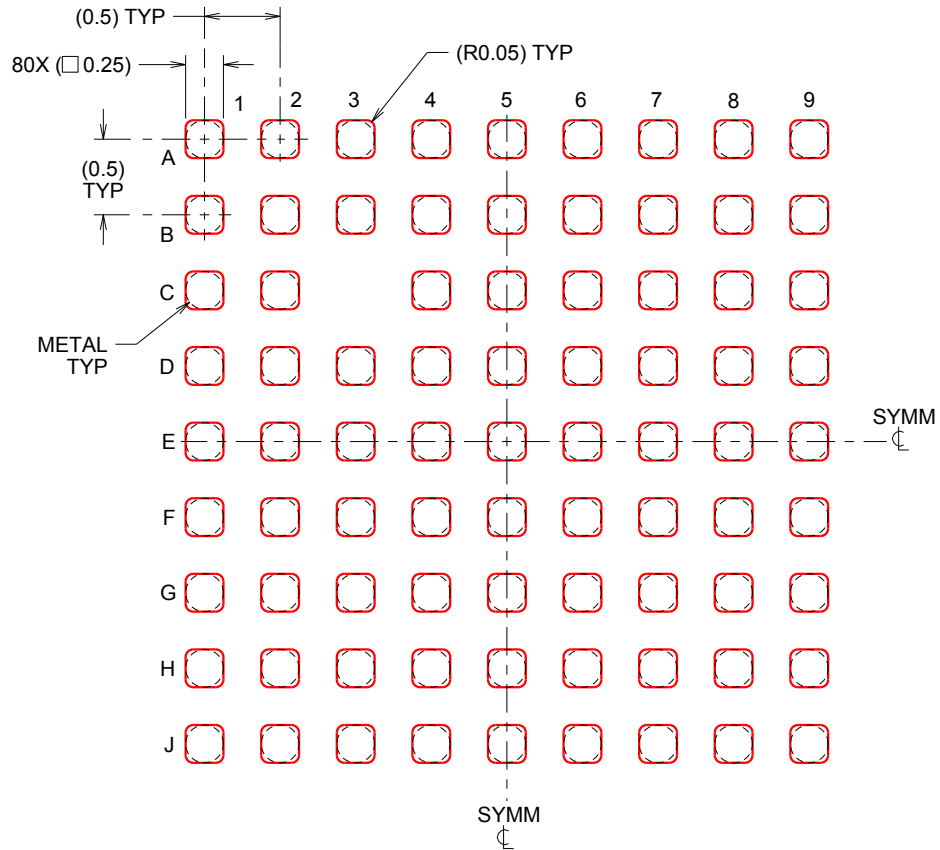 (0.5) TYP
80X (□ 0.25)
(R0.05) TYP
1 2 3 4 5 6 7 8 9
A
(0.5)
TYP
B
C
METAL
TYP
D
E
SYMM
℄
F
G
H
J
SYMM
℄